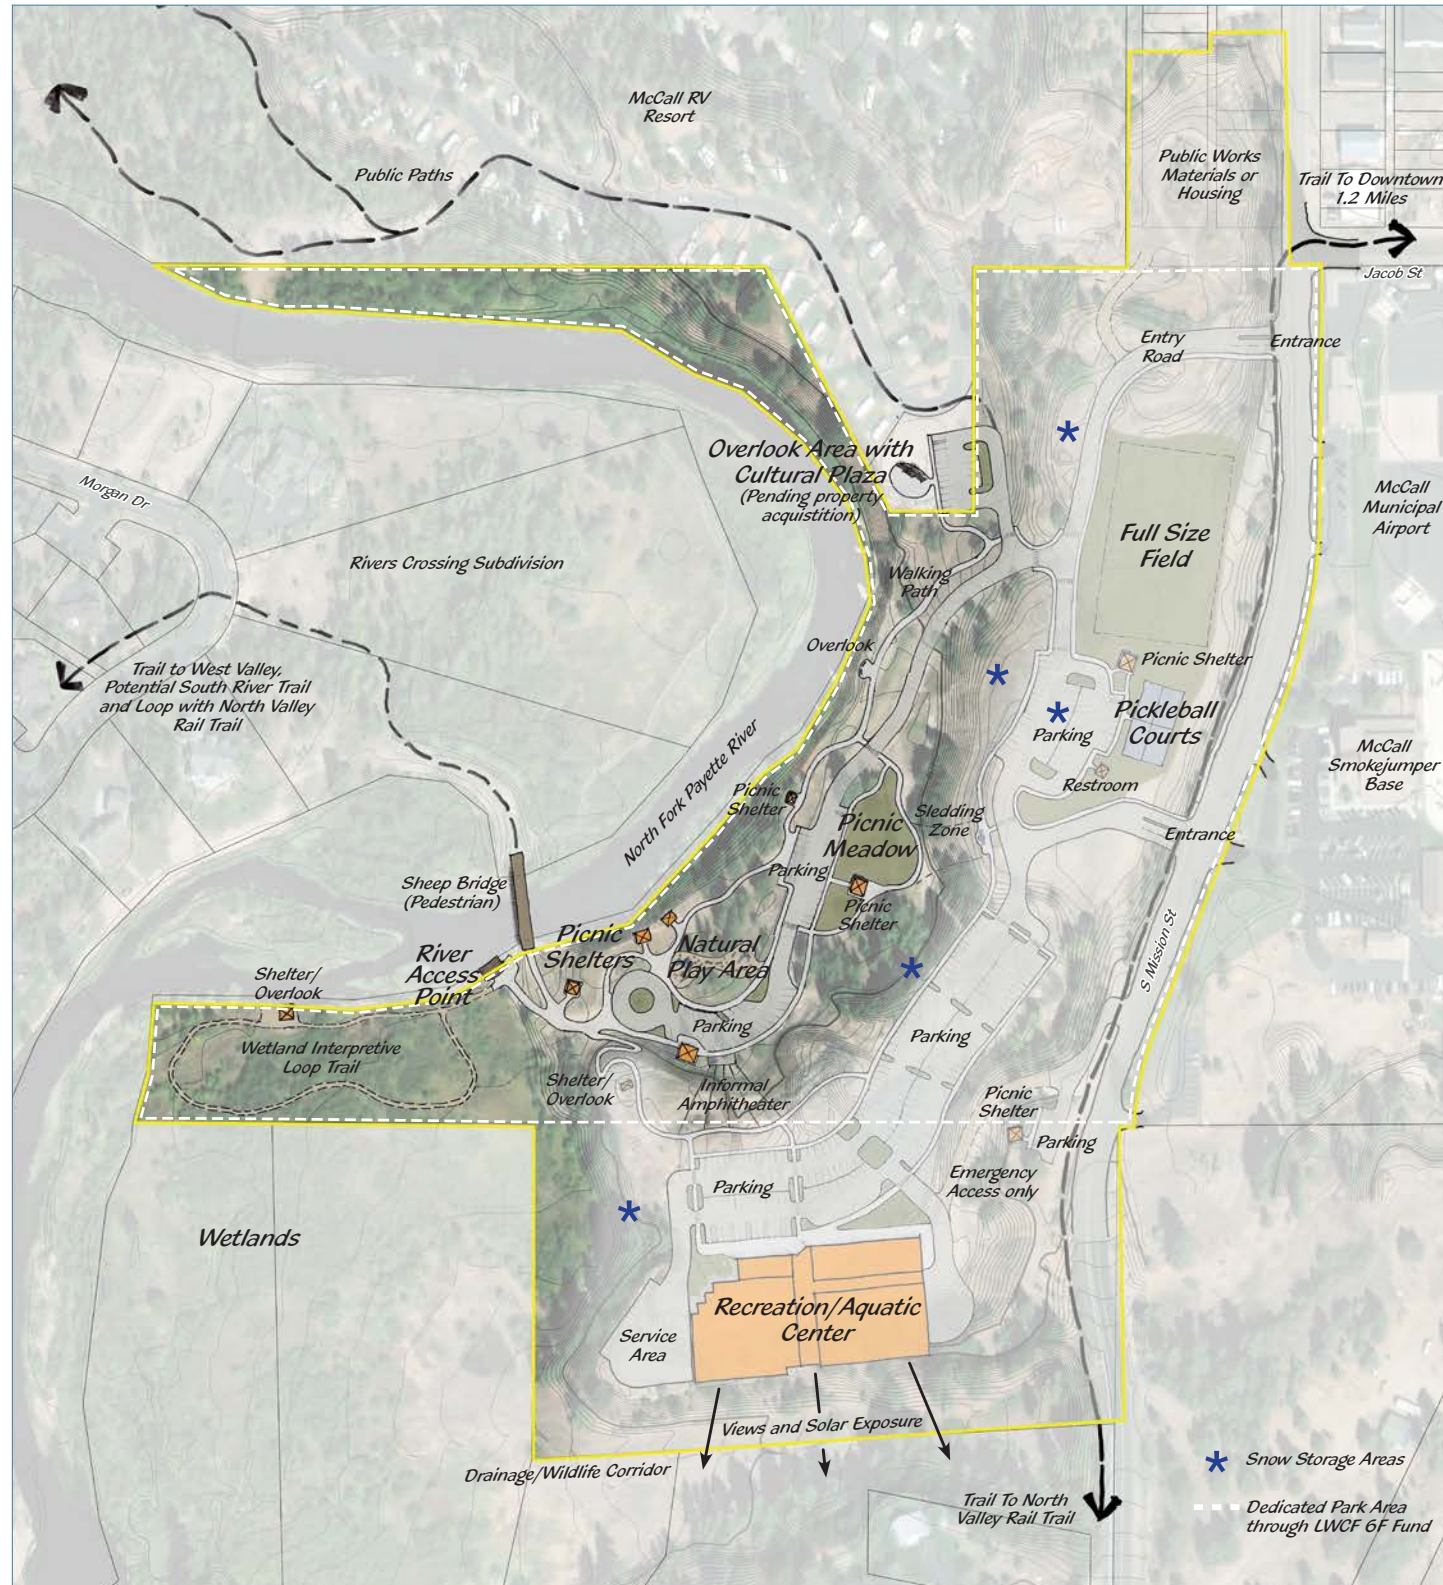 McCall RV
Resort
Public Paths
Public Works
Materials or
Housing
Trail To Downtown
1.2 Miles
Jacob St
Entry
Road
Entrance
Overlook Area with
Cultural Plaza
(Pending property
acquistition)
Morgan Dr
McCall
Municipal
Airport
Full Size
Field
Rivers Crossing Subdivision
Walking
Path
Overlook
Picnic Shelter
Trail to West Valley,
Potential South River Trail
and Loop with North Valley
Rail Trail
Pickleball
Courts
Parking
McCall
Smokejumper
Base
North Fork Payette River
Restroom
Picnic
Shelter
Sledding
Zone
Picnic
Meadow
Entrance
Parking
Sheep Bridge
(Pedestrian)
Picnic
Shelter
Picnic
Shelters
Natural
Play Area
S Mission St
River
Access
Point
Shelter/
Overlook
Parking
Parking
Wetland Interpretive
Loop Trail
Shelter/
Overlook
Informal
Amphitheater
Picnic
Shelter
Parking
Emergency
Access only
Parking
Wetlands
Recreation/Aquatic
Center
Service
Area
Views and Solar Exposure
Drainage/Wildlife Corridor
Trail To North
Valley Rail Trail
Snow Storage Areas
Dedicated Park Area
through LWCF 6F Fund